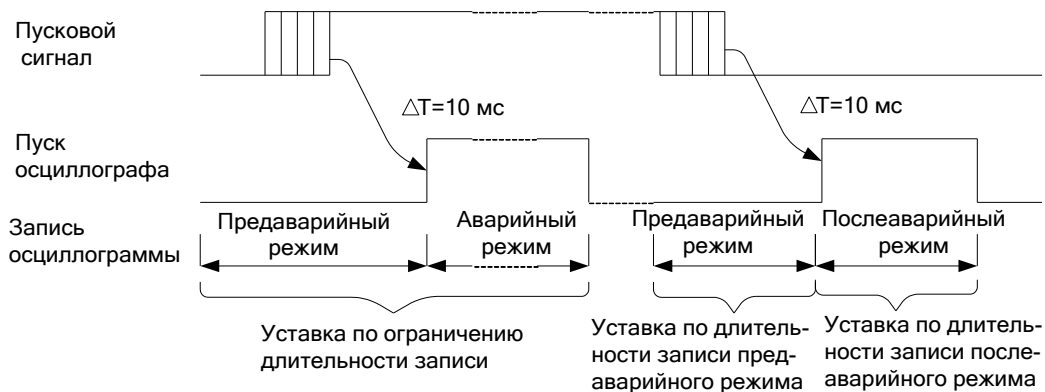 Пусковой
сигнал
△T=10 мс
△T=10 мс
Пуск
осциллографа
Запись
осциллограммы
Предаварийный
режим
Аварийный
режим
Предаварийный
режим
Послеаварийный
режим
Уставка по ограничению
длительности записи
Уставка по длитель-
ности записи пред-
аварийного режима
Уставка по длитель-
ности записи после-
аварийного режима